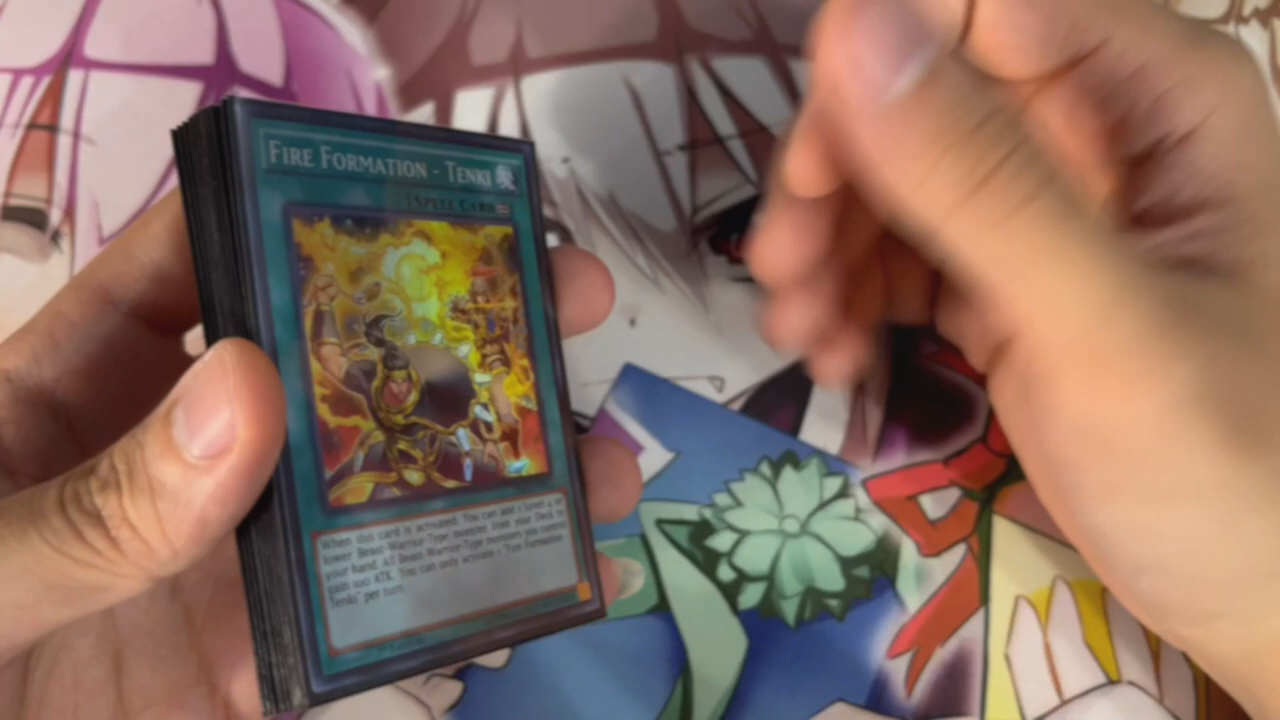 FIRE FORMATION - TENKI
[SPELL CARD
When this card is activated: You can add 1 Level 4 or
lower Beast-Warrior-Type monster from your Deck to
your hand. All Beast-Warrior-Type monsters you control
gain 100 ATK. You can only activate 1 "Fire Formation
- Tenki" per turn.